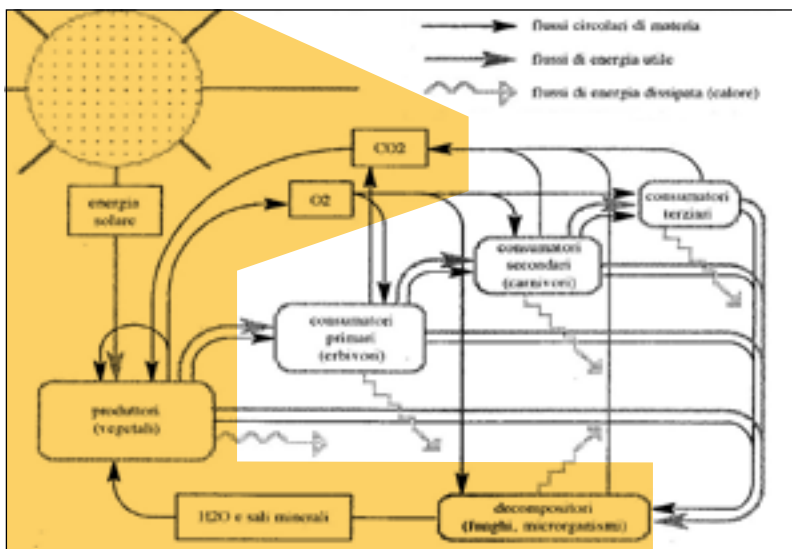 flussi circolari di materia
flussi di energia utile
flussi di energia dissipata (calore)
CO2
energia
solare
O2
consumatori
terziari
consumatori
secondari
(carnivori)
consumatori
primari
(erbivori)
produttori
(vegetali)
H2O e sali minerali
decompositori
(funghi, microrganismi)